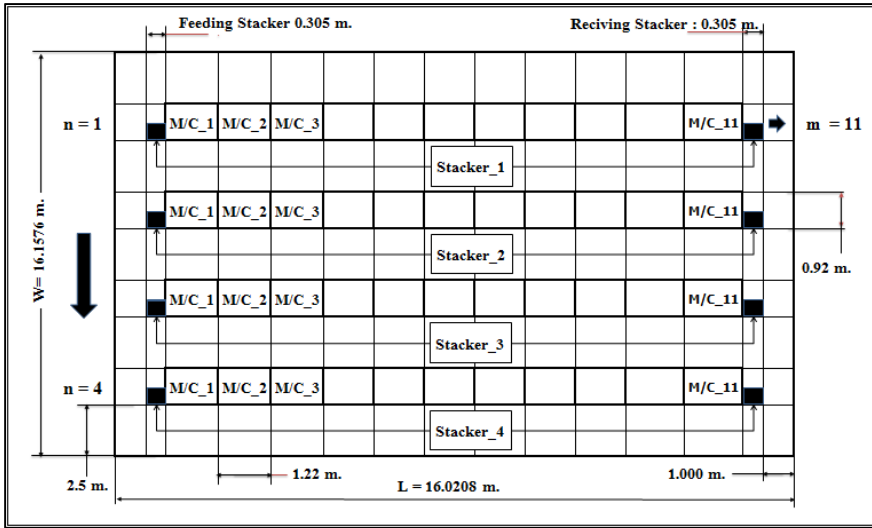 Feeding Stacker 0.305 m.
Reciving Stacker : 0.305 m.
n = 1
M/C_1 M/C_2 M/C_3 M/C_11
m = 11
Stacker_1
M/C_1 M/C_2 M/C_3 M/C_11
Stacker_2
0.92 m.
W= 16.1576 m.
M/C_1 M/C_2 M/C_3 M/C_11
Stacker_3
n = 4
M/C_1 M/C_2 M/C_3 M/C_11
Stacker_4
2.5 m.
1.22 m.
1.000 m.
L = 16.0208 m.